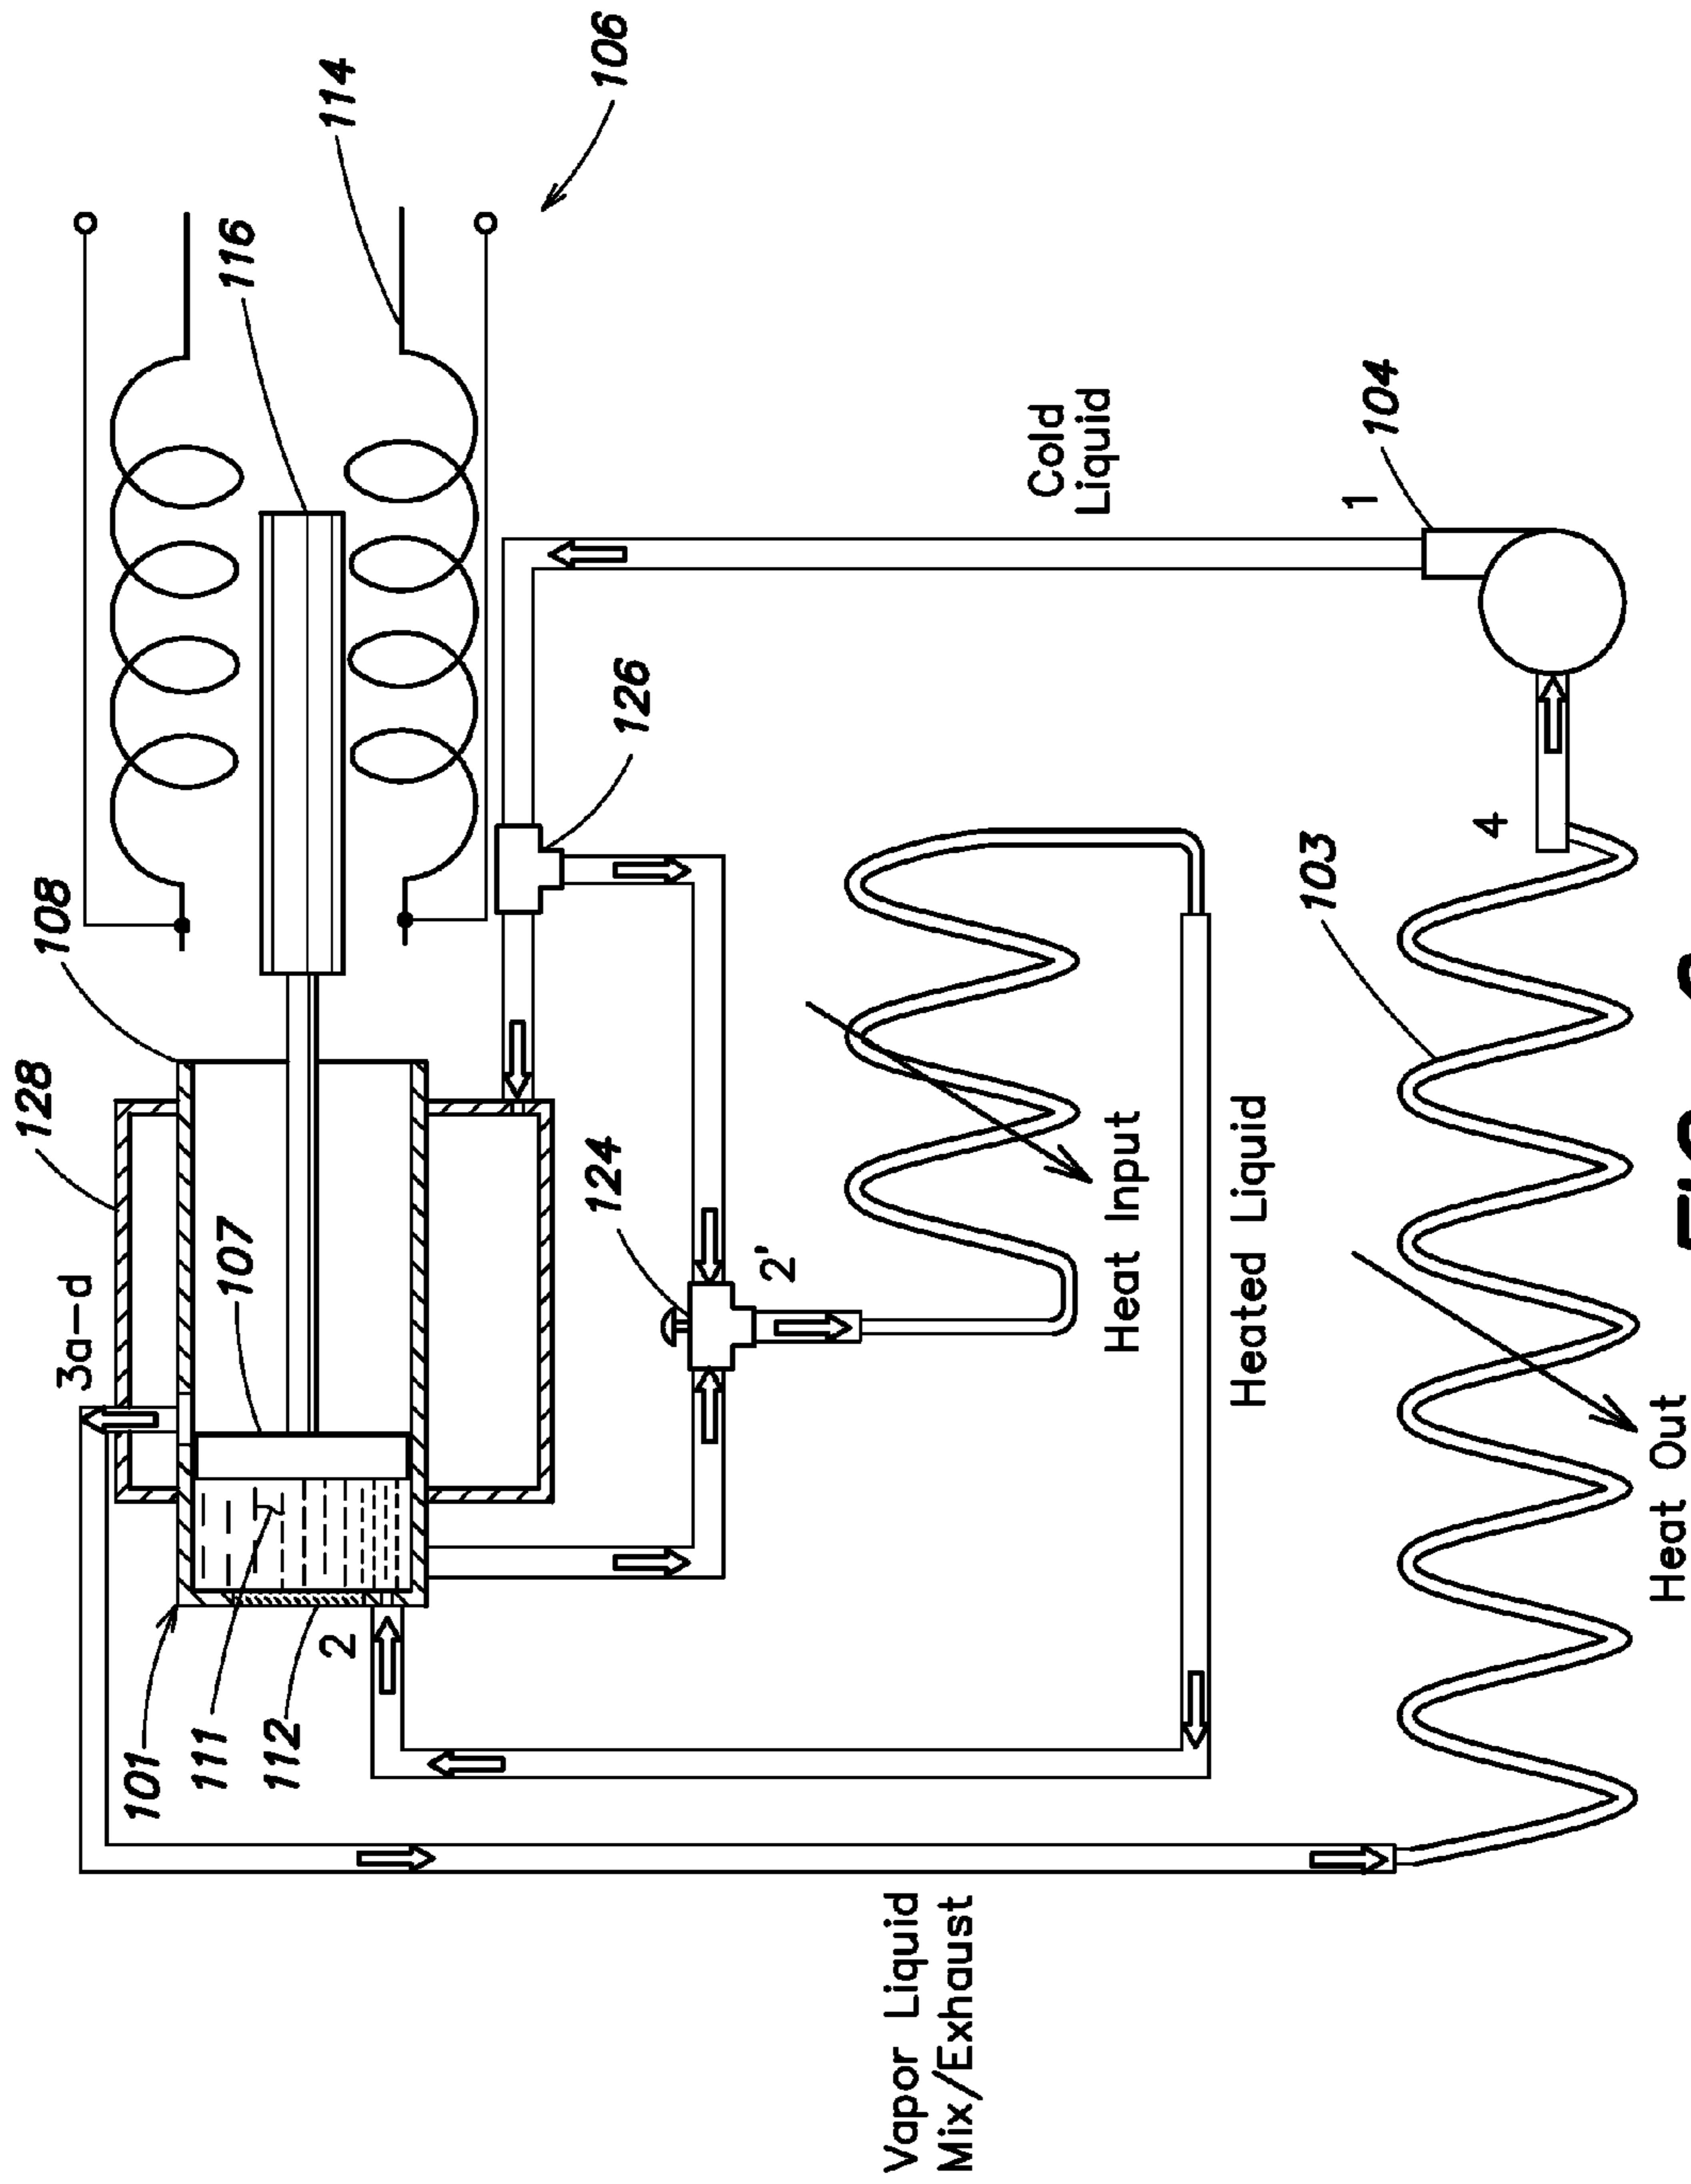 128
108
3a-d
101
111
107
116
112
2
114
124
126
106
2'
Vapor Liquid
Mix/Exhaust
Cold
Liquid
Heat Input
Heated Liquid
103
1
104
4
Heat Out